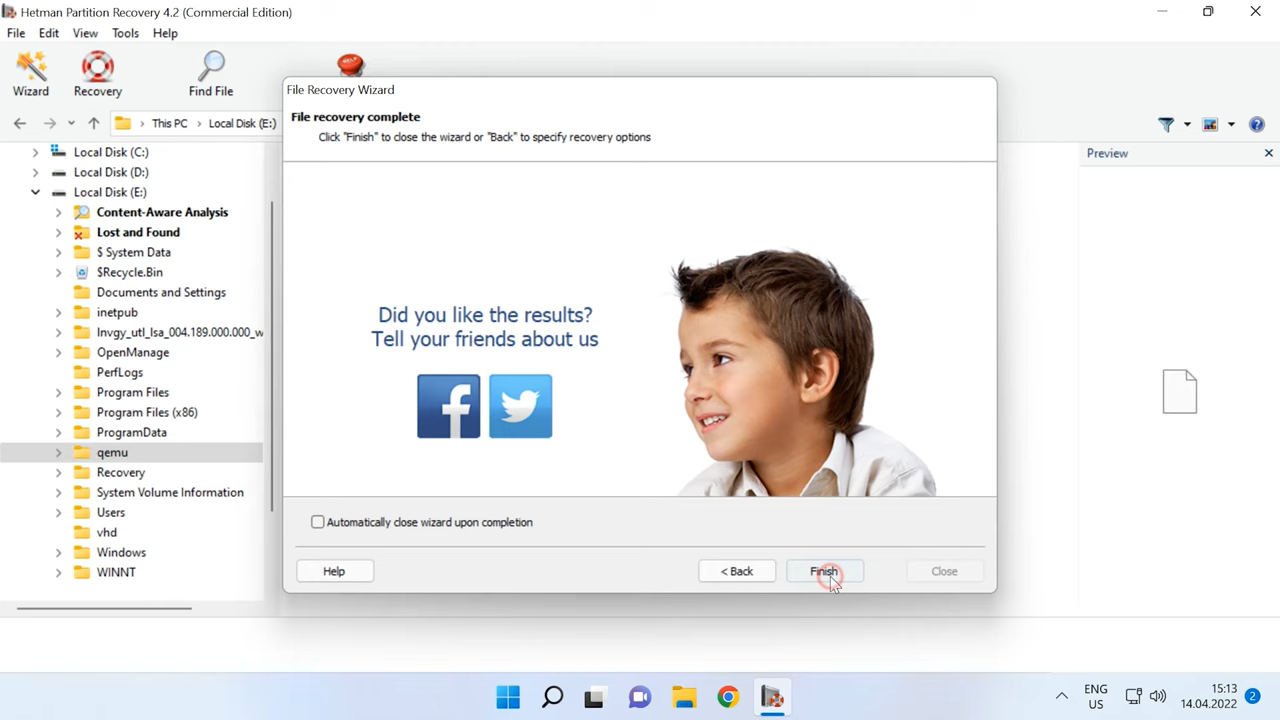 Hetman Partition Recovery 4.2 (Commercial Edition)
File Edit View Tools Help
Wizard Recovery Find File
This PC › Local Disk (E:)
File Recovery Wizard
File recovery complete
Click "Finish" to close the wizard or "Back" to specify recovery options
Local Disk (C:)
Local Disk (D:)
Local Disk (E:)
Content-Aware Analysis
Lost and Found
$ System Data
$Recycle.Bin
Documents and Settings
inetpub
Invgy_utl_lsa_004.189.000.000_w
OpenManage
PerfLogs
Program Files
Program Files (x86)
ProgramData
qemu
Recovery
System Volume Information
Users
vhd
Windows
WINNT
Did you like the results?
Tell your friends about us
Automatically close wizard upon completion
Help < Back Finish Close
Preview
ENG
US
15:13
14.04.2022
2